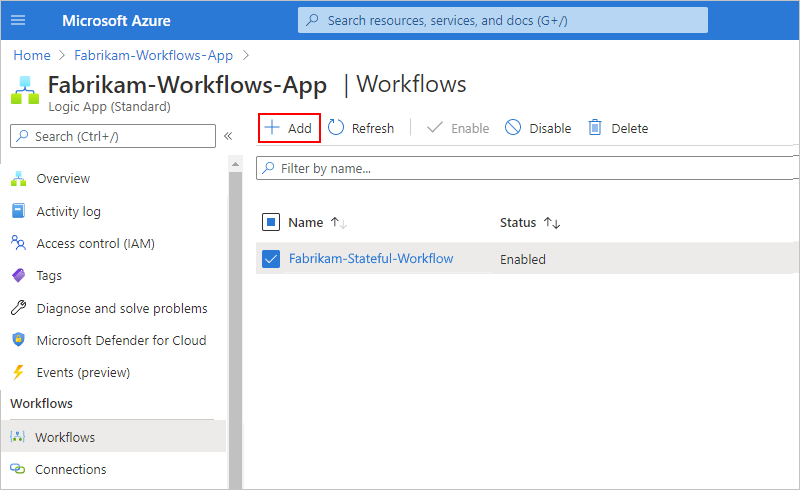 Microsoft Azure
Search resources, services, and docs (G+/)
Home > Fabrikam-Workflows-App >
Fabrikam-Workflows-App | Workflows
Logic App (Standard)
Search (Ctrl+/) «
+ Add Refresh Enable Disable Delete
Filter by name...
Overview
Activity log
Access control (IAM)
Tags
Diagnose and solve problems
Microsoft Defender for Cloud
Events (preview)
Workflows
Workflows
Connections
Name ↑↓ Status ↑↓
Fabrikam-Stateful-Workflow Enabled